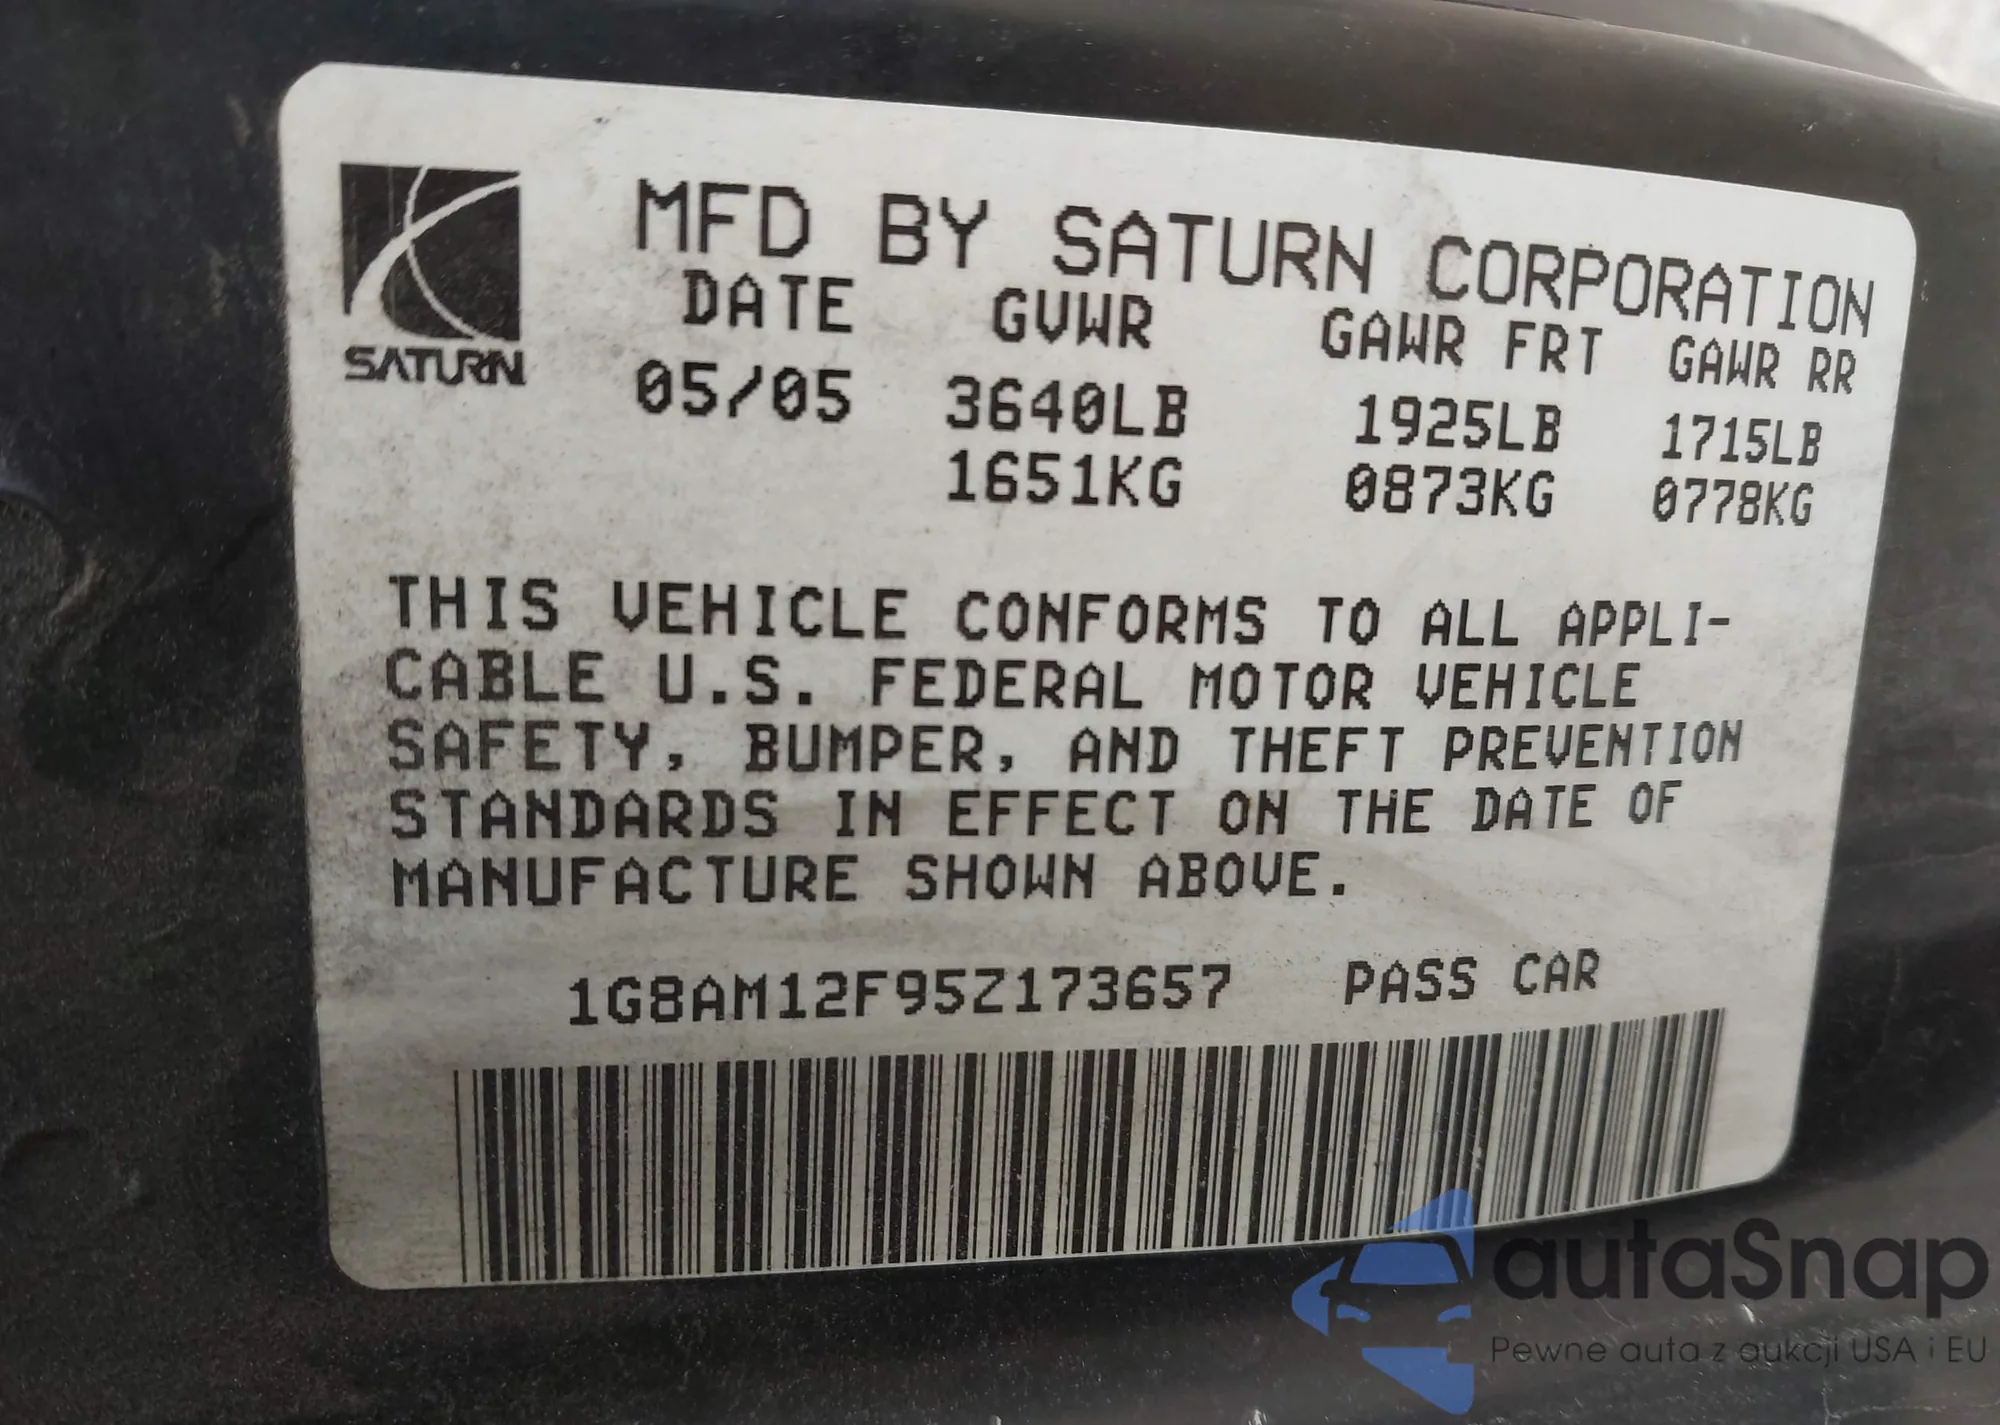 MFD BY SATURN CORPORATION
SATURN
DATE GVWR GAWR FRT GAWR RR
05/05 3640LB 1925LB 1715LB
1651KG 0873KG 0778KG
THIS VEHICLE CONFORMS TO ALL APPLI-
CABLE U.S. FEDERAL MOTOR VEHICLE
SAFETY, BUMPER, AND THEFT PREVENTION
STANDARDS IN EFFECT ON THE DATE OF
MANUFACTURE SHOWN ABOVE.
1G8AM12F95Z173657 PASS CAR
autaSnap
Pewne auta z aukcji USA i EU